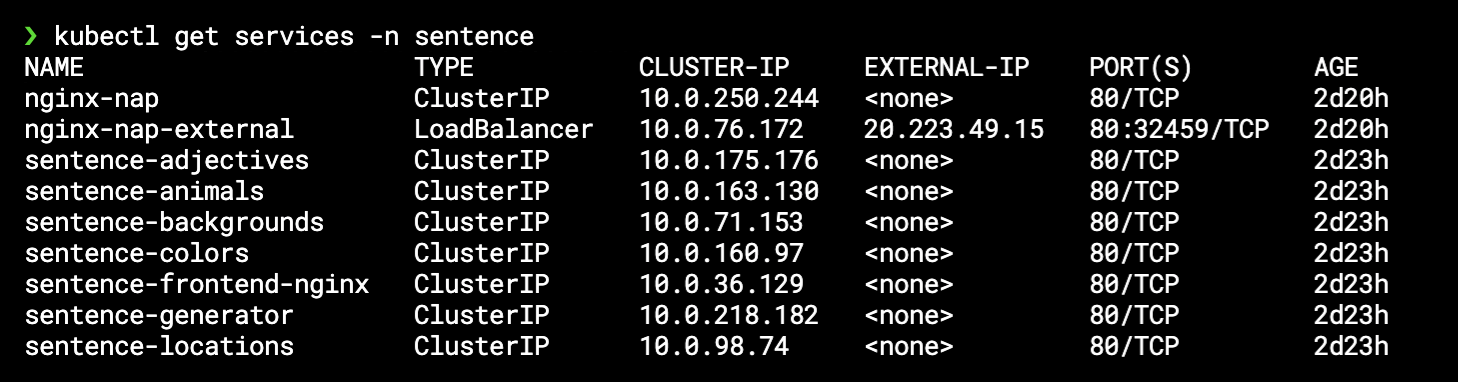 ❯ kubectl get services -n sentence
NAME                      TYPE           CLUSTER-IP     EXTERNAL-IP    PORT(S)        AGE
nginx-nap                 ClusterIP      10.0.250.244   <none>         80/TCP         2d20h
nginx-nap-external        LoadBalancer   10.0.76.172    20.223.49.15   80:32459/TCP   2d20h
sentence-adjectives       ClusterIP      10.0.175.176   <none>         80/TCP         2d23h
sentence-animals          ClusterIP      10.0.163.130   <none>         80/TCP         2d23h
sentence-backgrounds      ClusterIP      10.0.71.153    <none>         80/TCP         2d23h
sentence-colors           ClusterIP      10.0.160.97    <none>         80/TCP         2d23h
sentence-frontend-nginx   ClusterIP      10.0.36.129    <none>         80/TCP         2d23h
sentence-generator        ClusterIP      10.0.218.182   <none>         80/TCP         2d23h
sentence-locations        ClusterIP      10.0.98.74     <none>         80/TCP         2d23h